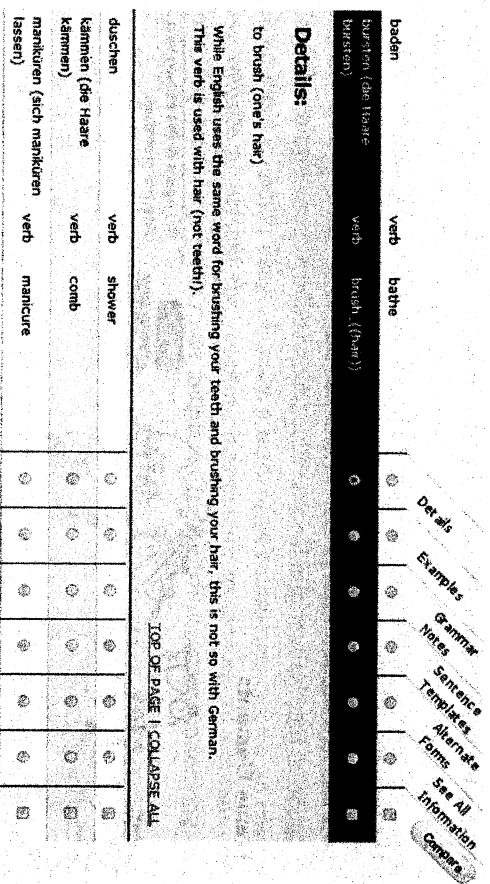 Details
Examples
Grammar
Notes
Sentence
Templates
Alternate
Forms
See All
Information
Compare
baden verb bathe
bürsten (die Haare verb brush ((hair))
bürsten)
Details:
to brush (one's hair)
While English uses the same word for brushing your teeth and brushing your hair, this is not so with German.
This verb is used with hair (not teeth!).
TOP OF PAGE | COLLAPSE ALL
duschen verb shower
kämmen (die Haare verb comb
kämmen)
maniküren (sich maniküren verb manicure
lassen)